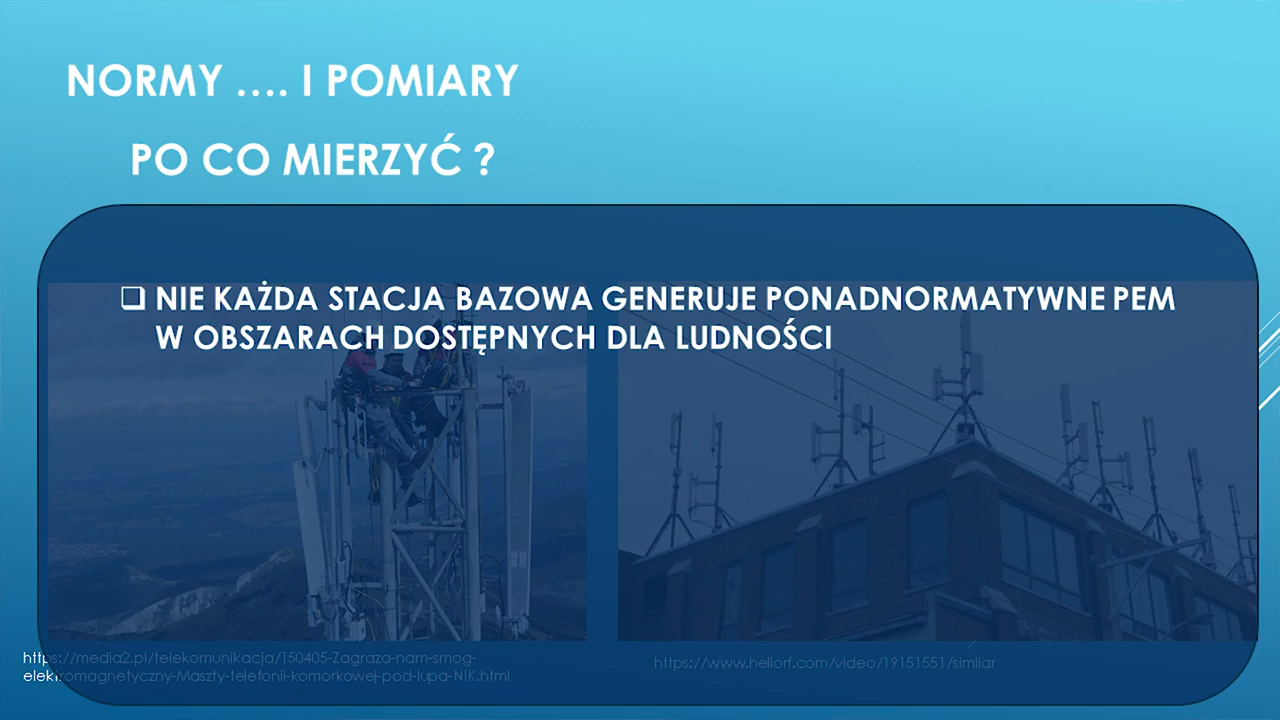 NORMY .... I POMIARY
PO CO MIERZYĆ ?
❑ NIE KAŻDA STACJA BAZOWA GENERUJE PONADNORMATYWNE PEM
W OBSZARACH DOSTĘPNYCH DLA LUDNOŚCI
https://media2.pl/telekomunikacja/150405-Zagraza-nam-smog-
elektromagnetyczny-Maszty-telefonii-komorkowej-pod-lupa-NIK.html
https://www.hellorf.com/video/19151551/similar